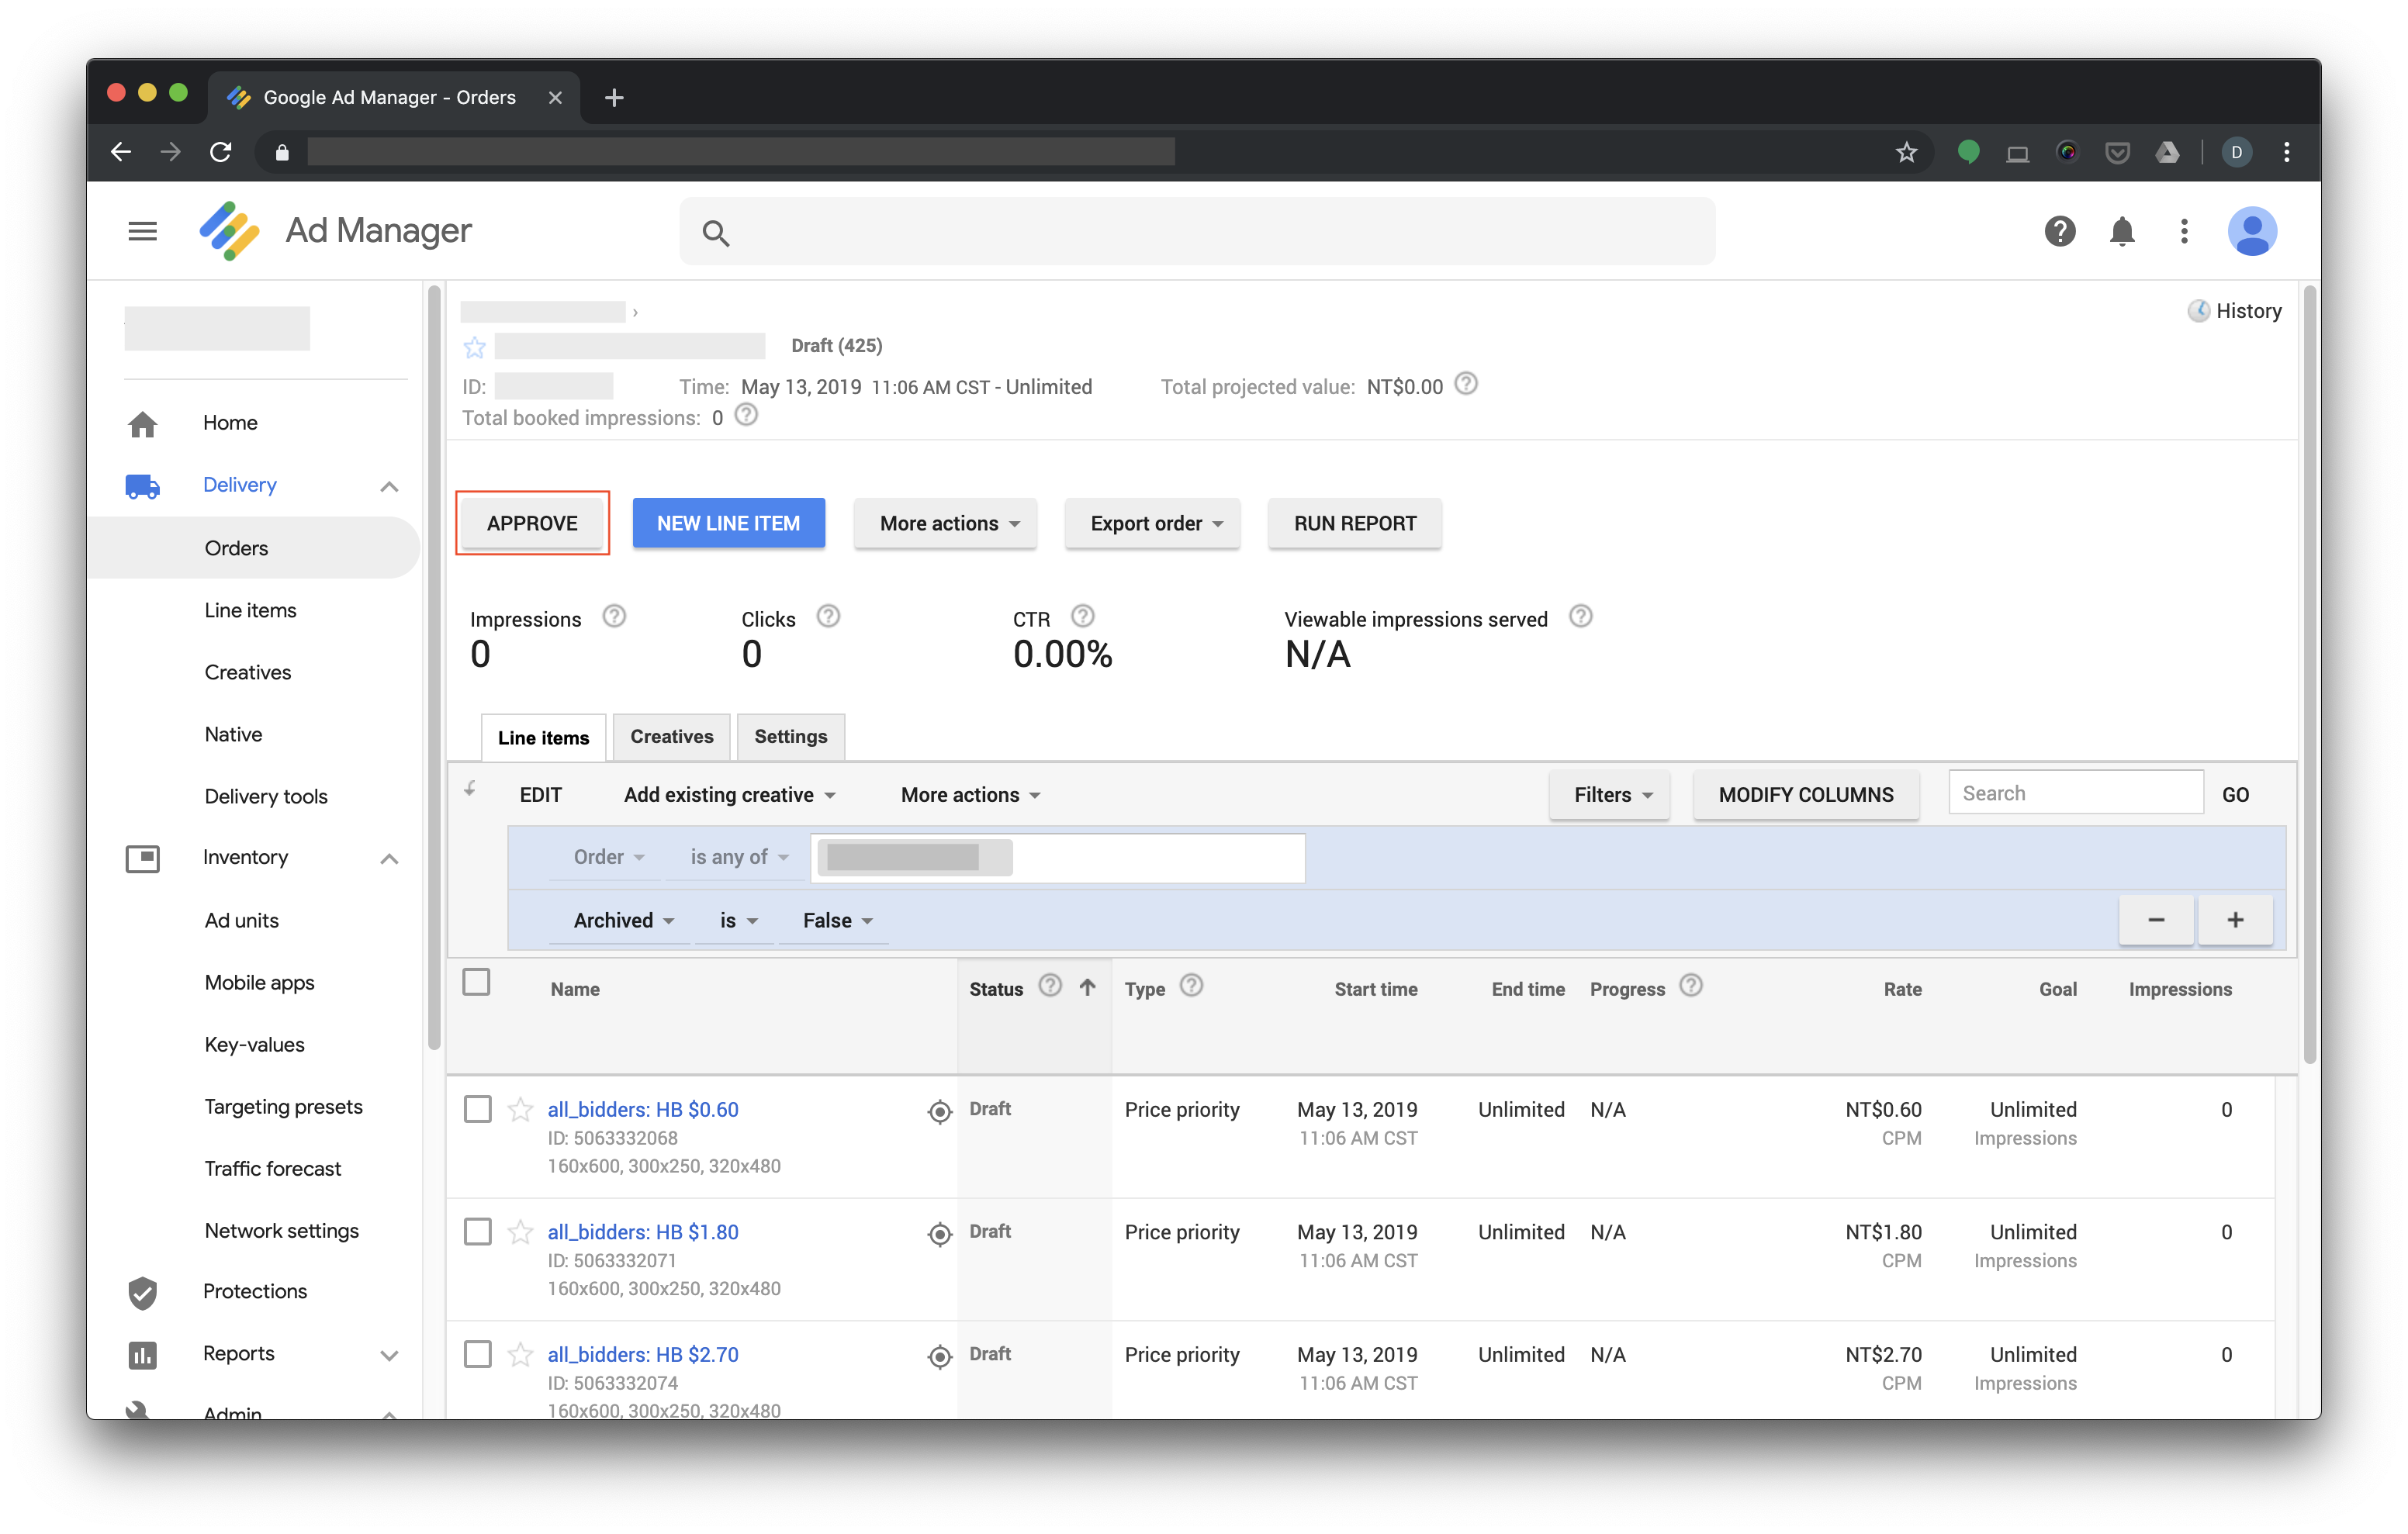 Google Ad Manager - Orders
D
Ad Manager
History
Draft (425)
ID: Time: May 13, 2019 11:06 AM CST - Unlimited Total projected value: NT$0.00
Total booked impressions: 0
Home
Delivery
Orders
Line items
Creatives
Native
Delivery tools
Inventory
Ad units
Mobile apps
Key-values
Targeting presets
Traffic forecast
Network settings
Protections
Reports
Admin
APPROVE NEW LINE ITEM More actions Export order RUN REPORT
Impressions Clicks CTR Viewable impressions served
0 0 0.00% N/A
Line items Creatives Settings
EDIT Add existing creative More actions Filters MODIFY COLUMNS Search GO
Order is any of
Archived is False
Name Status Type Start time End time Progress Rate Goal Impressions
all_bidders: HB $0.60 Draft Price priority May 13, 2019 Unlimited N/A NT$0.60 Unlimited 0
ID: 5063332068 11:06 AM CST CPM Impressions
160x600, 300x250, 320x480
all_bidders: HB $1.80 Draft Price priority May 13, 2019 Unlimited N/A NT$1.80 Unlimited 0
ID: 5063332071 11:06 AM CST CPM Impressions
160x600, 300x250, 320x480
all_bidders: HB $2.70 Draft Price priority May 13, 2019 Unlimited N/A NT$2.70 Unlimited 0
ID: 5063332074 11:06 AM CST CPM Impressions
160x600, 300x250, 320x480